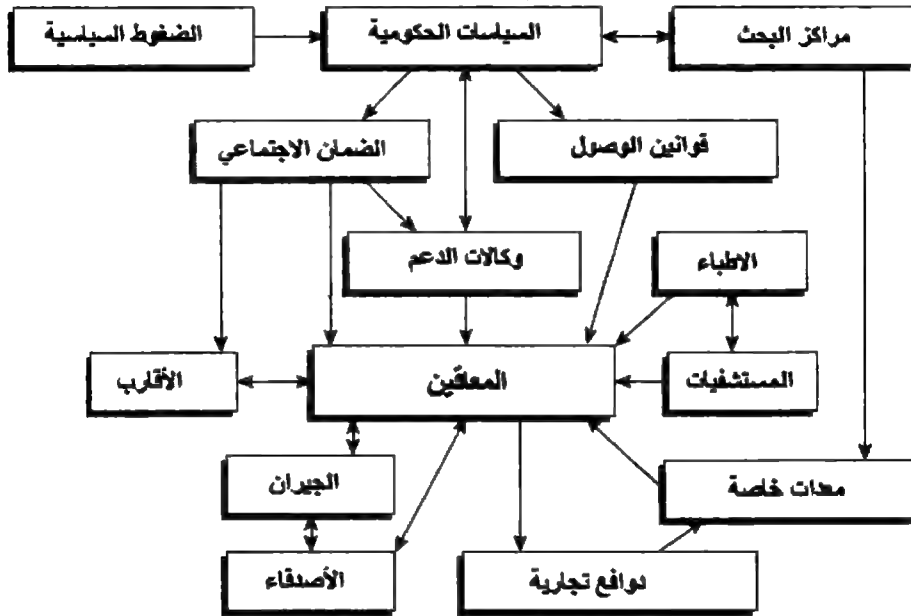 مراكز البحث
السياسات الحكومية
الضغوط السياسية
قوانين الوصول
الضمان الاجتماعي
الاطباء
وكالات الدعم
المستشفيات
المعاقين
الأقارب
معدات خاصة
الجيران
دوافع تجارية
الأصدقاء